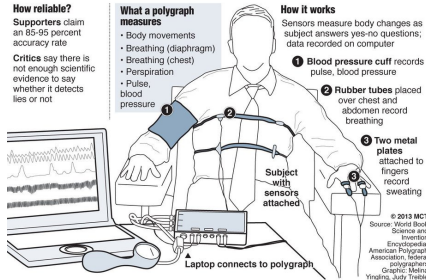 How reliable?
Supporters claim
an 85-95 percent
accuracy rate
Critics say there is
not enough scientific
evidence to say
whether it detects
lies or not
What a polygraph
measures
• Body movements
• Breathing (diaphragm)
• Breathing (chest)
• Perspiration
• Pulse,
blood
pressure
How it works
Sensors measure body changes as
subject answers yes-no questions;
data recorded on computer
1 Blood pressure cuff records
pulse, blood pressure
2 Rubber tubes placed
over chest and
abdomen record
breathing
3 Two metal
plates
attached to
fingers
record
sweating
1
2
3
Subject
with
sensors
attached
Laptop connects to polygraph
© 2013 MCT
Source: World Book
Science and
Invention
Encyclopedia,
American Polygraph
Association, federal
polygraphers
Graphic: Melina
Yingling, Judy Treible